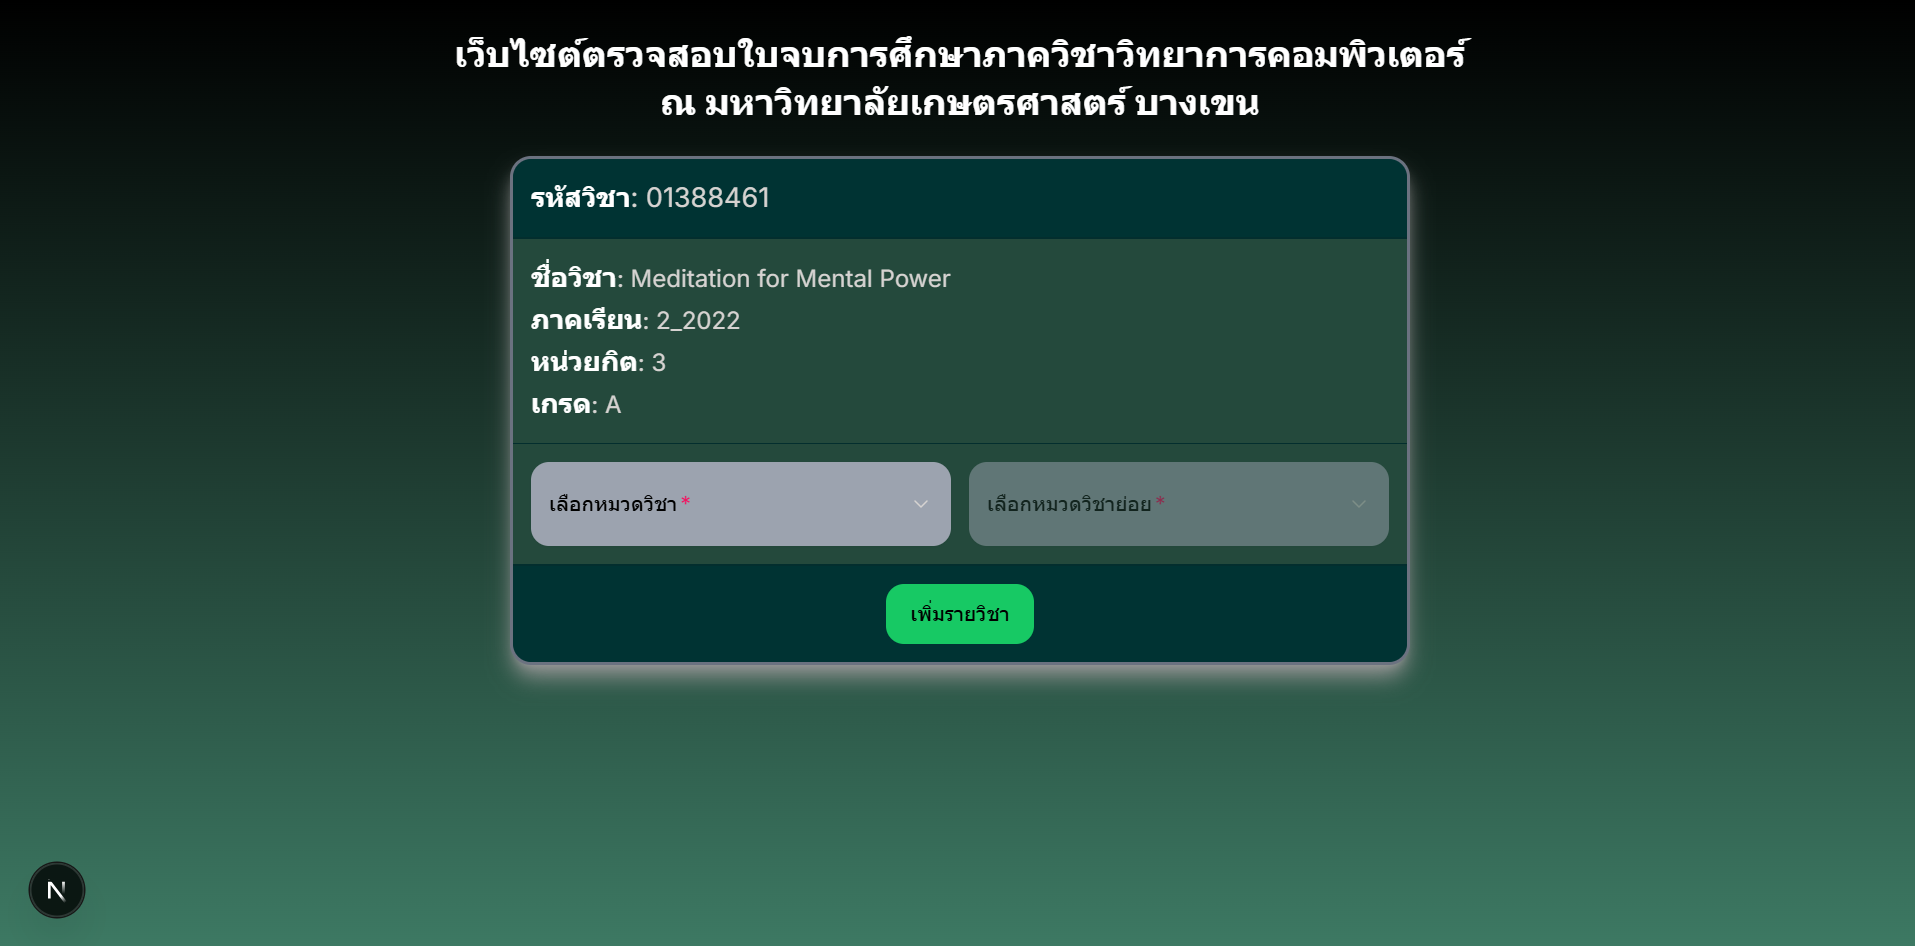 เว็บไซต์ตรวจสอบใบจบการศึกษาภาควิชาวิทยาการคอมพิวเตอร์
ณ มหาวิทยาลัยเกษตรศาสตร์ บางเขน
รหัสวิชา: 01388461
ชื่อวิชา: Meditation for Mental Power
ภาคเรียน: 2_2022
หน่วยกิต: 3
เกรด: A
เลือกหมวดวิชา*
เลือกหมวดวิชาย่อย*
เพิ่มรายวิชา
N